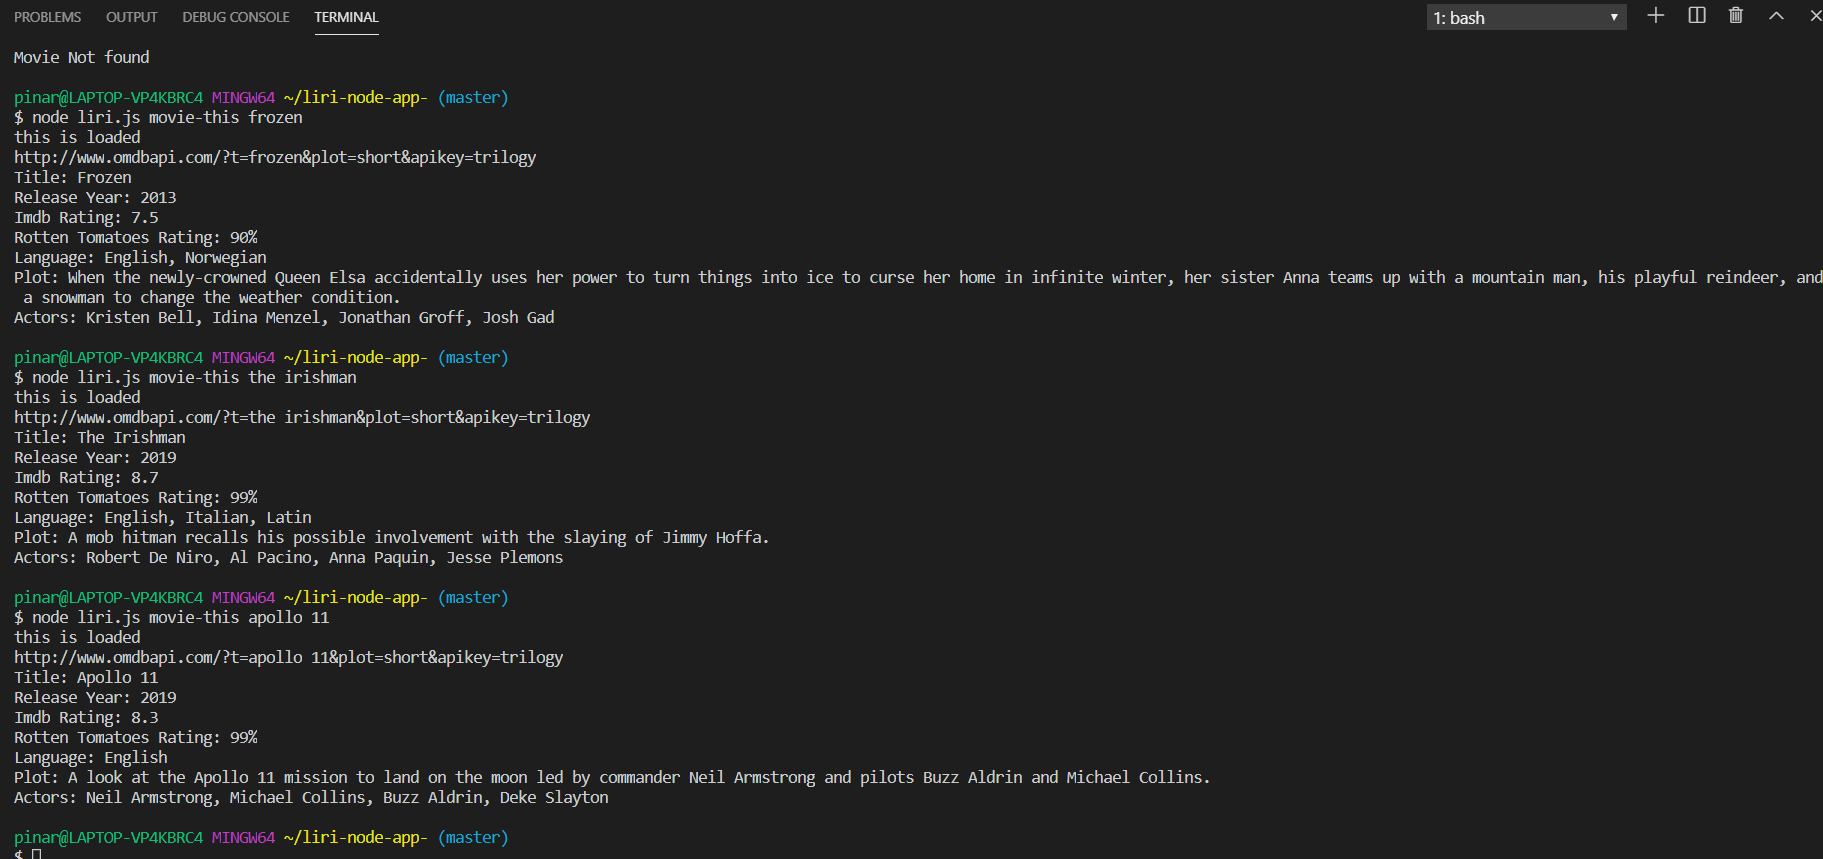 PROBLEMS OUTPUT DEBUG CONSOLE TERMINAL 1: bash
Movie Not found
pinar@LAPTOP-VP4KBRC4 MINGW64 ~/liri-node-app- (master)
$ node liri.js movie-this frozen
this is loaded
http://www.omdbapi.com/?t=frozen&plot=short&apikey=trilogy
Title: Frozen
Release Year: 2013
Imdb Rating: 7.5
Rotten Tomatoes Rating: 90%
Language: English, Norwegian
Plot: When the newly-crowned Queen Elsa accidentally uses her power to turn things into ice to curse her home in infinite winter, her sister Anna teams up with a mountain man, his playful reindeer, and
a snowman to change the weather condition.
Actors: Kristen Bell, Idina Menzel, Jonathan Groff, Josh Gad
pinar@LAPTOP-VP4KBRC4 MINGW64 ~/liri-node-app- (master)
$ node liri.js movie-this the irishman
this is loaded
http://www.omdbapi.com/?t=the irishman&plot=short&apikey=trilogy
Title: The Irishman
Release Year: 2019
Imdb Rating: 8.7
Rotten Tomatoes Rating: 99%
Language: English, Italian, Latin
Plot: A mob hitman recalls his possible involvement with the slaying of Jimmy Hoffa.
Actors: Robert De Niro, Al Pacino, Anna Paquin, Jesse Plemons
pinar@LAPTOP-VP4KBRC4 MINGW64 ~/liri-node-app- (master)
$ node liri.js movie-this apollo 11
this is loaded
http://www.omdbapi.com/?t=apollo 11&plot=short&apikey=trilogy
Title: Apollo 11
Release Year: 2019
Imdb Rating: 8.3
Rotten Tomatoes Rating: 99%
Language: English
Plot: A look at the Apollo 11 mission to land on the moon led by commander Neil Armstrong and pilots Buzz Aldrin and Michael Collins.
Actors: Neil Armstrong, Michael Collins, Buzz Aldrin, Deke Slayton
pinar@LAPTOP-VP4KBRC4 MINGW64 ~/liri-node-app- (master)
$